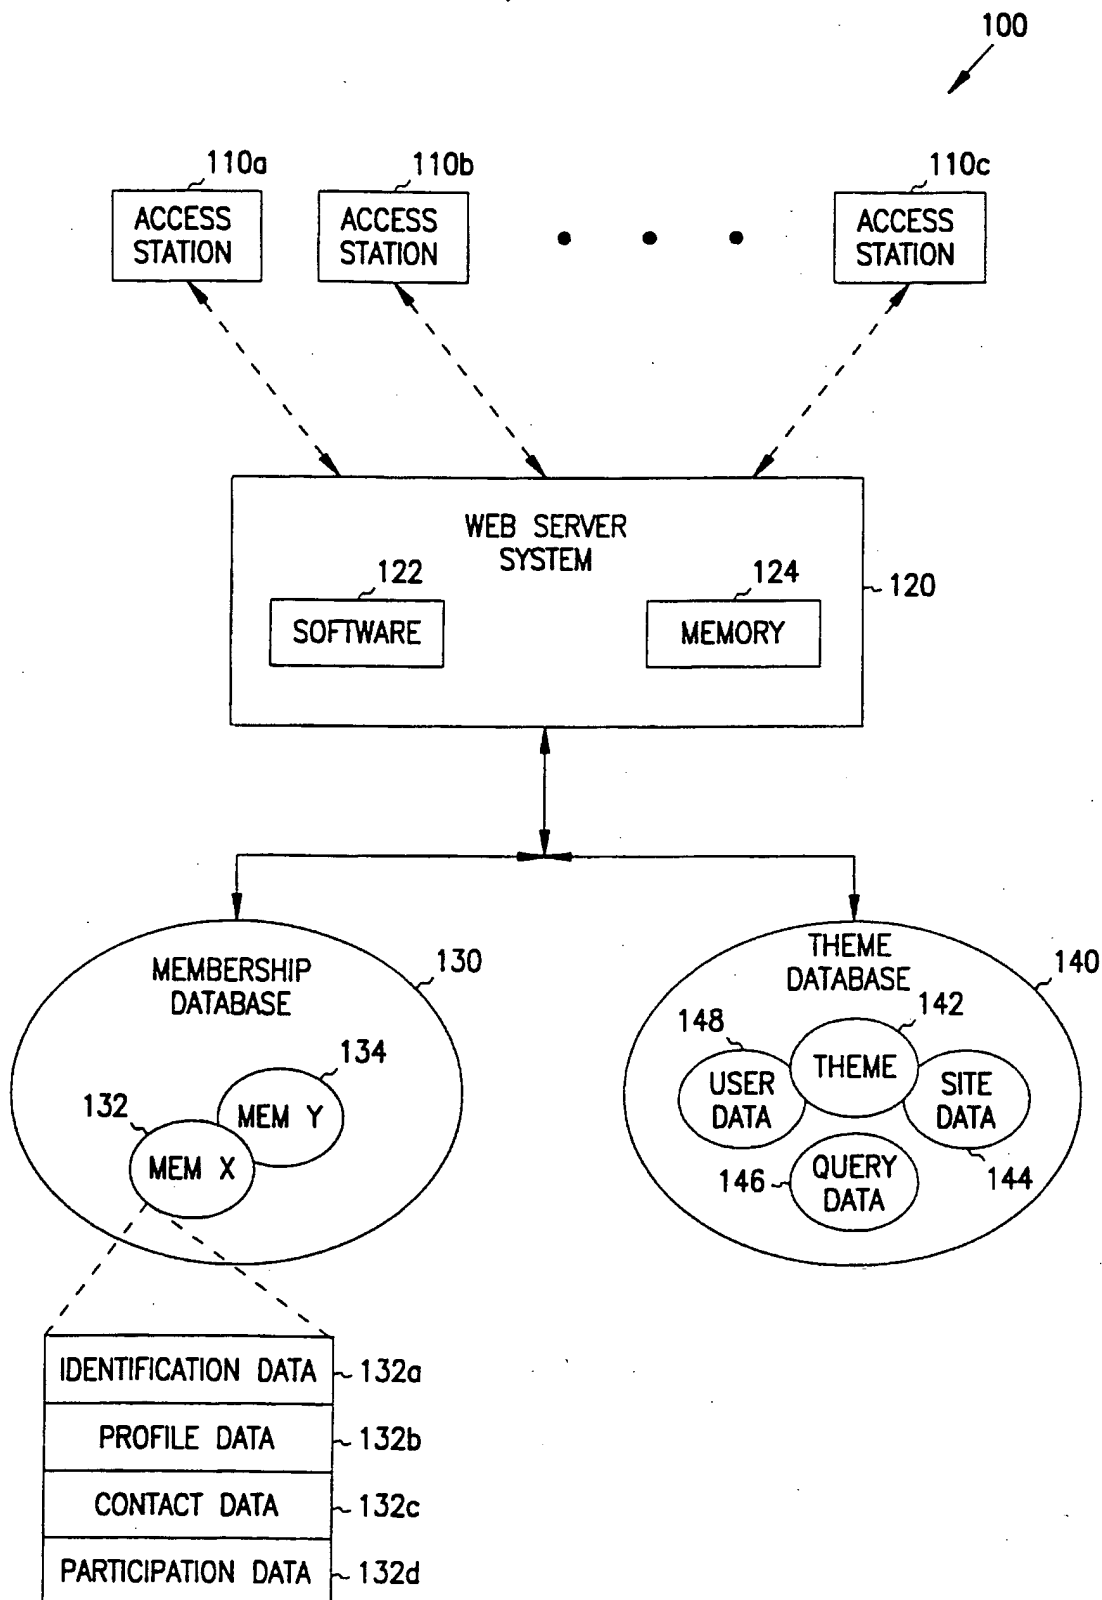 100
110a
110b
110c
ACCESS
STATION
ACCESS
STATION
ACCESS
STATION
WEB SERVER
SYSTEM
122
124
120
SOFTWARE
MEMORY
MEMBERSHIP
DATABASE
130
THEME
DATABASE
140
134
132
MEM Y
MEM X
148
142
THEME
USER
DATA
SITE
DATA
146
QUERY
DATA
144
IDENTIFICATION DATA
132a
PROFILE DATA
132b
CONTACT DATA
132c
PARTICIPATION DATA
132d